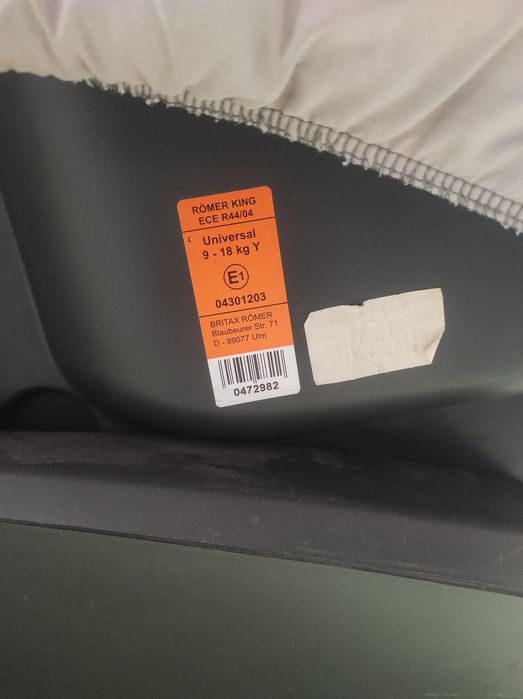 RÖMER KING
ECE R44/04
Universal
9 - 18 kg Y
E1
04301203
BRITAX RÖMER
Blaubeurer Str. 71
D - 89077 Ulm
0472982